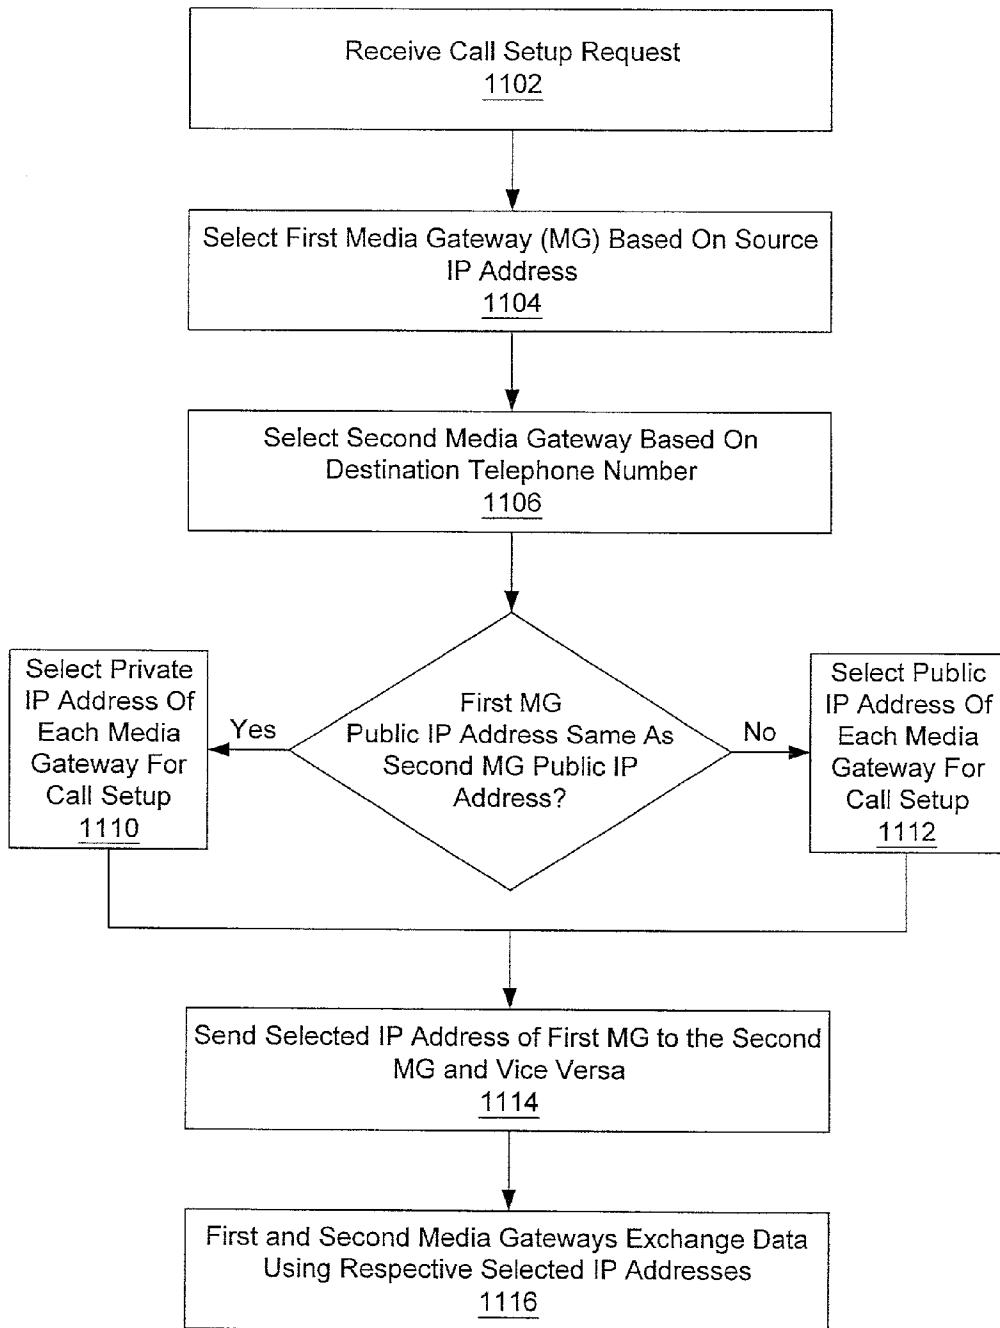 Receive Call Setup Request
1102
Select First Media Gateway (MG) Based On Source
IP Address
1104
Select Second Media Gateway Based On
Destination Telephone Number
1106
First MG
Public IP Address Same As
Second MG Public IP
Address?
Yes
No
Select Private
IP Address Of
Each Media
Gateway For
Call Setup
1110
Select Public
IP Address Of
Each Media
Gateway For
Call Setup
1112
Send Selected IP Address of First MG to the Second
MG and Vice Versa
1114
First and Second Media Gateways Exchange Data
Using Respective Selected IP Addresses
1116